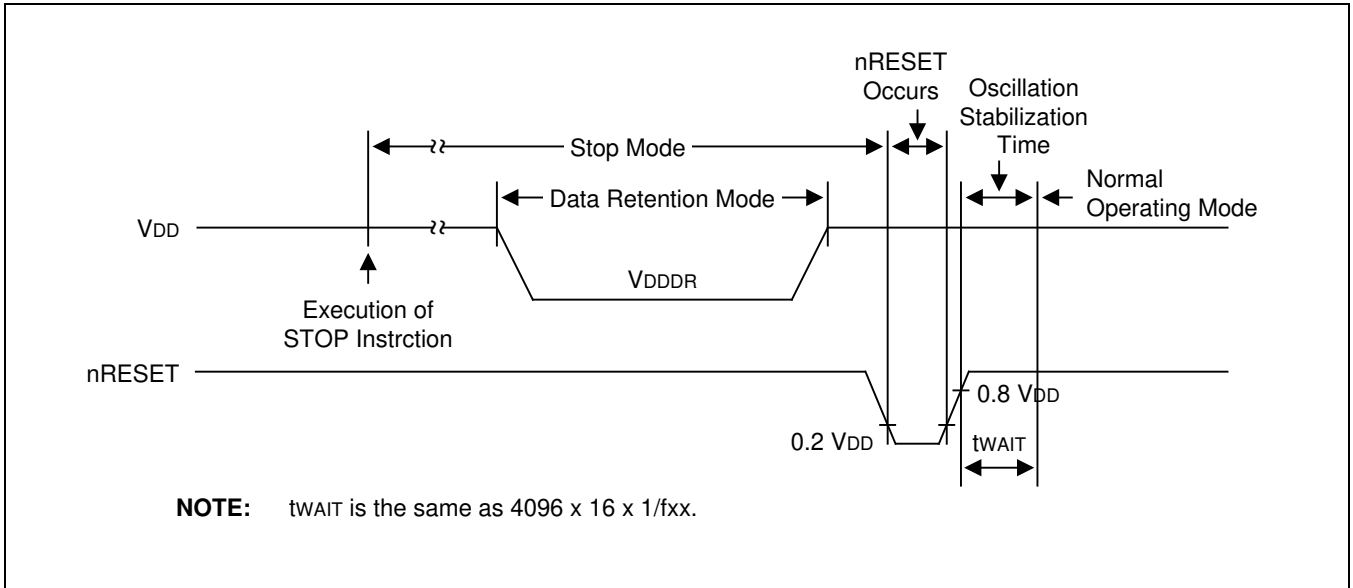 nRESET
Occurs
Oscillation
Stabilization
Time
Stop Mode
Data Retention Mode
Normal
Operating Mode
VDD
VDDDR
Execution of
STOP Instrction
nRESET
0.8 VDD
0.2 VDD
tWAIT
NOTE: tWAIT is the same as 4096 x 16 x 1/fxx.